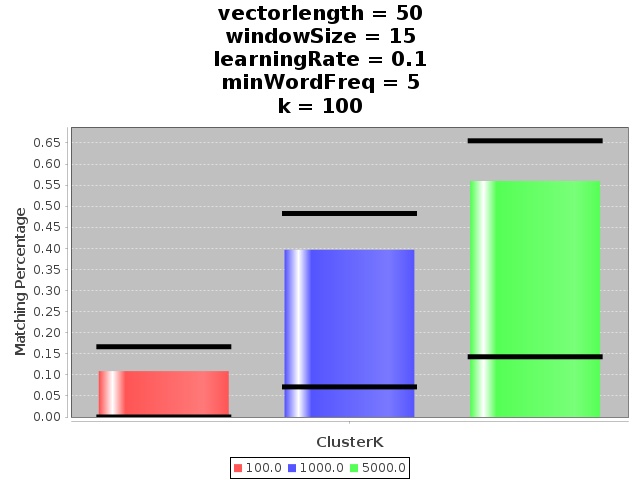 vectorlength = 50
windowSize = 15
learningRate = 0.1
minWordFreq = 5
k = 100
Matching Percentage
0.65
0.60
0.55
0.50
0.45
0.40
0.35
0.30
0.25
0.20
0.15
0.10
0.05
0.00
ClusterK
100.0 1000.0 5000.0